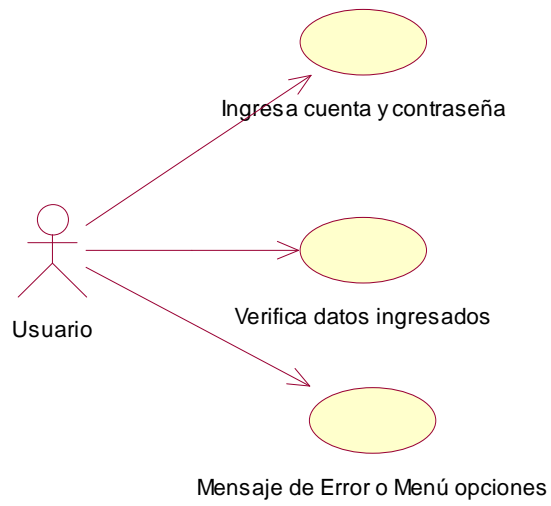 Ingresa cuenta y contraseña
Verifica datos ingresados
Usuario
Mensaje de Error o Menú opciones